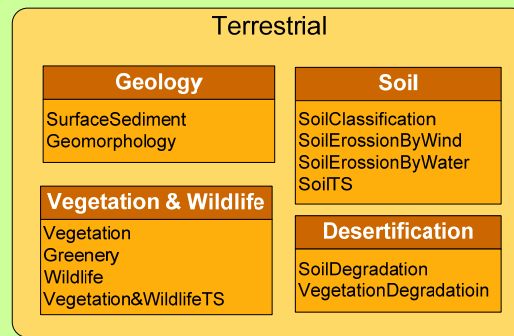 Terrestrial
Geology
SurfaceSediment
Geomorphology
Soil
SoilClassification
SoilErossionByWind
SoilErossionByWater
SoilTS
Vegetation & Wildlife
Vegetation
Greenery
Wildlife
Vegetation&WildlifeTS
Desertification
SoilDegradation
VegetationDegradatioin